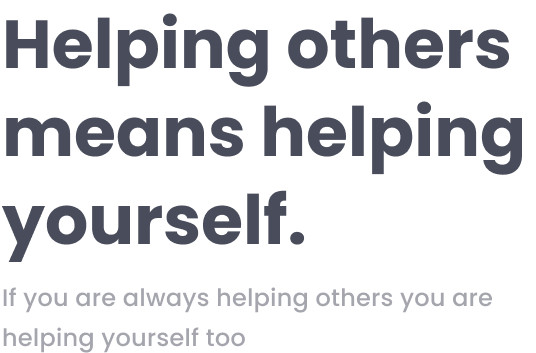 Helping others
means helping
yourself.
If you are always helping others you are
helping yourself too